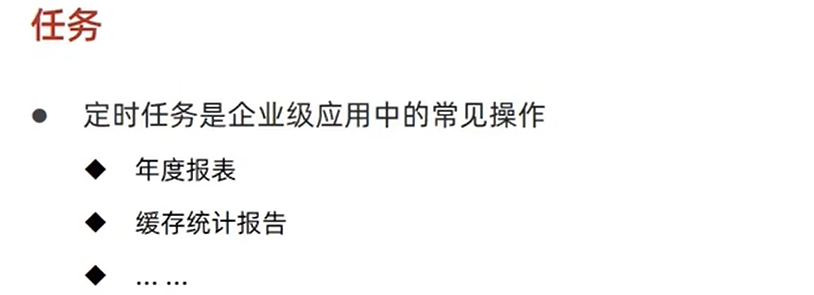 任务
● 定时任务是企业级应用中的常见操作
◆ 年度报表
◆ 缓存统计报告
◆ ... ...